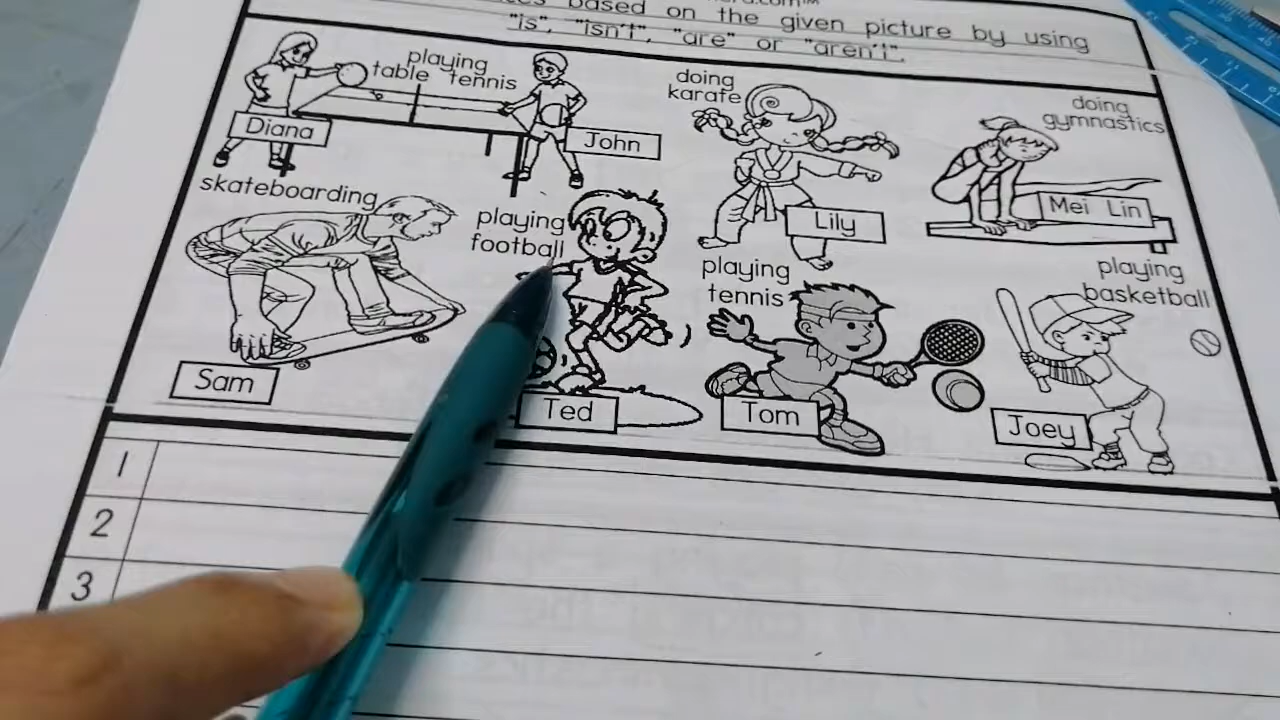 based on the given picture by using
"is", "isn't", "are" or "aren't".
playing
table tennis
Diana
John
doing
karate
Lily
doing
gymnastics
Mei Lin
skateboarding
Sam
playing
football
Ted
playing
tennis
Tom
playing
basketball
Joey
1
2
3